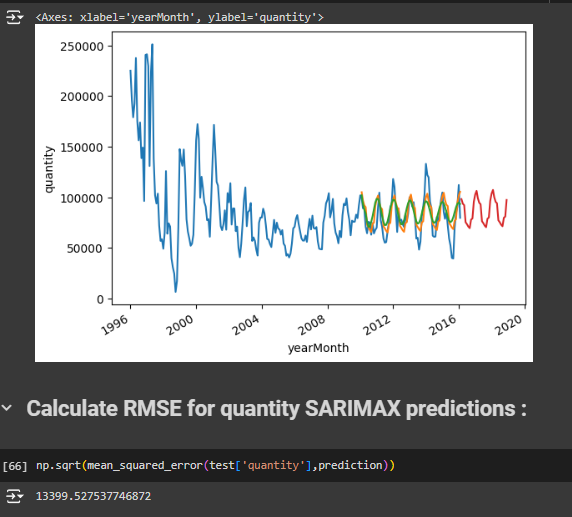 <Axes: xlabel='yearMonth', ylabel='quantity'>
250000
200000
150000
100000
50000
0
quantity
1996
2000
2004
2008
2012
2016
2020
yearMonth
Calculate RMSE for quantity SARIMAX predictions :
[66] np.sqrt(mean_squared_error(test['quantity'],prediction))
13399.527537746872